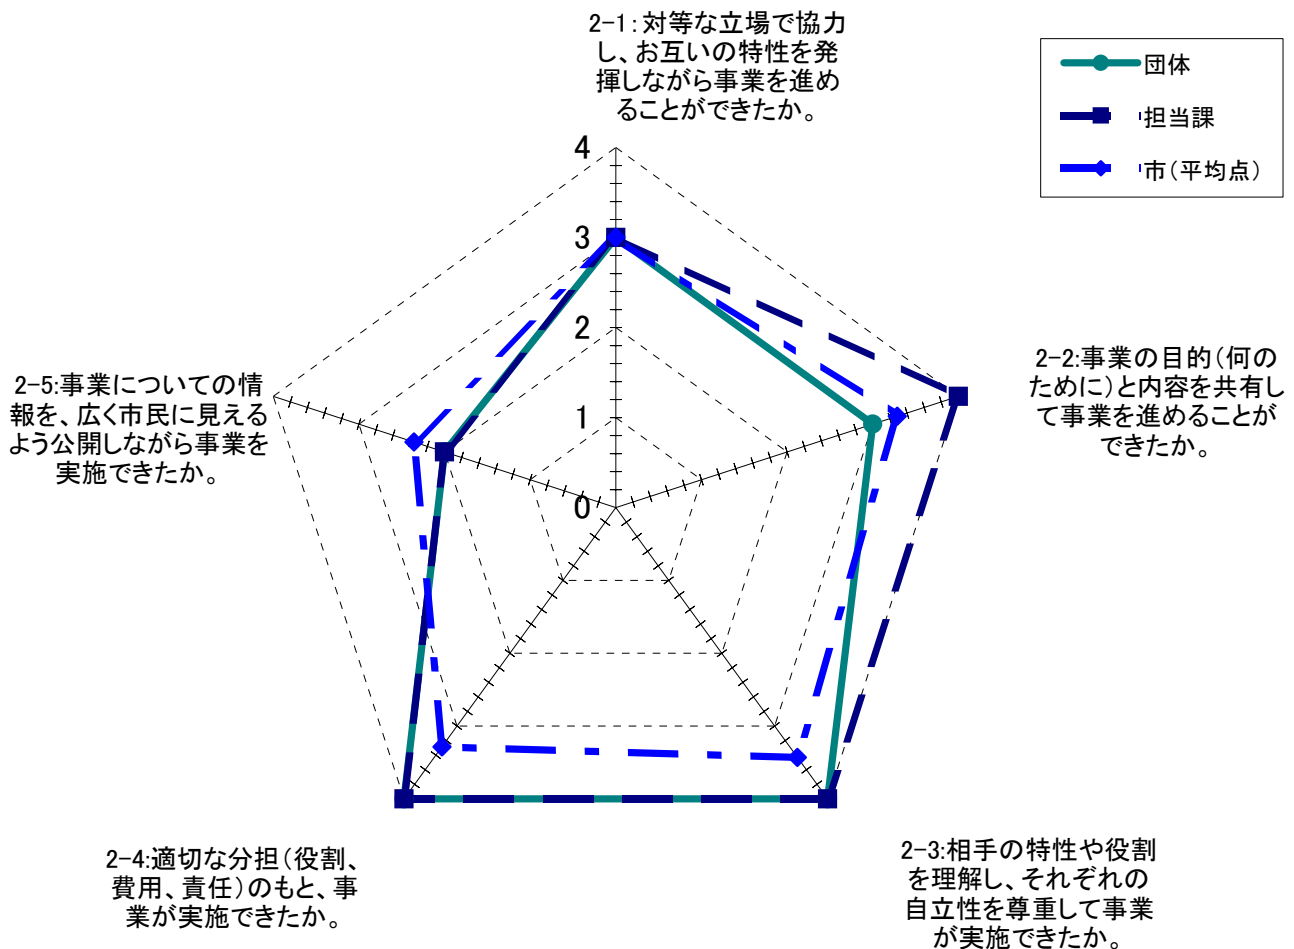 2-1：対等な立場で協力
し、お互いの特性を発
揮しながら事業を進め
ることができたか。
団体
担当課
市（平均点）
4
3
2
1
0
2-2：事業の目的（何の
ために）と内容を共有し
て事業を進めることが
できたか。
2-5:事業についての情
報を、広く市民に見える
よう公開しながら事業を
実施できたか。
2-4:適切な分担（役割、
費用、責任）のもと、事
業が実施できたか。
2-3:相手の特性や役割
を理解し、それぞれの
自立性を尊重して事業
が実施できたか。